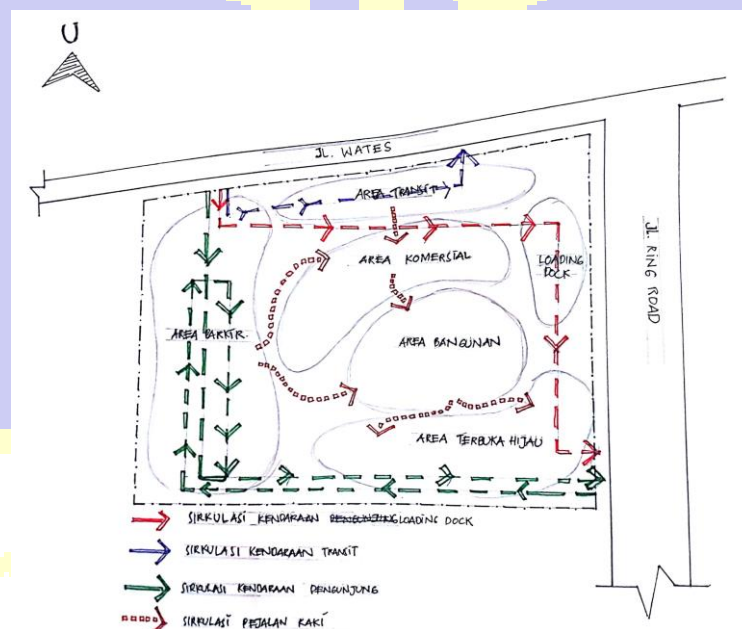 U
JL. WATES
AREA TRANSIT
AREA KOMERSIAL
LOADING DOCK
JL. RING ROAD
AREA PARKIR
AREA BANGUNAN
AREA TERBUKA HIJAU
SIRKULASI KENDARAAN PENGUNJUNG LOADING DOCK
SIRKULASI KENDARAAN TRANSIT
SIRKULASI KENDARAAN PENGUNJUNG
SIRKULASI PEJALAN KAKI